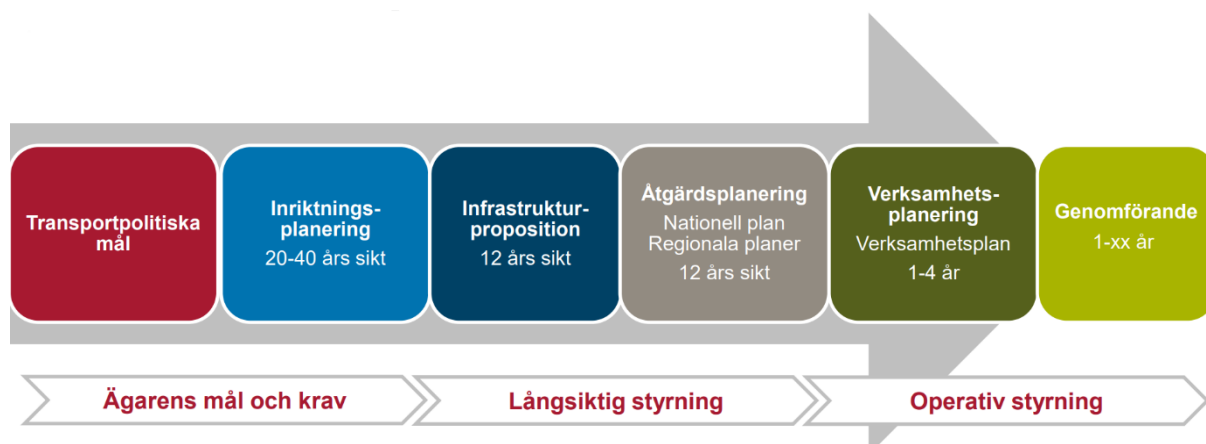 Transportpolitiska
mål
Inriktnings-
planering
20-40 års sikt
Infrastruktur-
proposition
12 års sikt
Åtgärdsplanering
Nationell plan
Regionala planer
12 års sikt
Verksamhets-
planering
Verksamhetsplan
1-4 år
Genomförande
1-xx år
Ägarens mål och krav
Långsiktig styrning
Operativ styrning